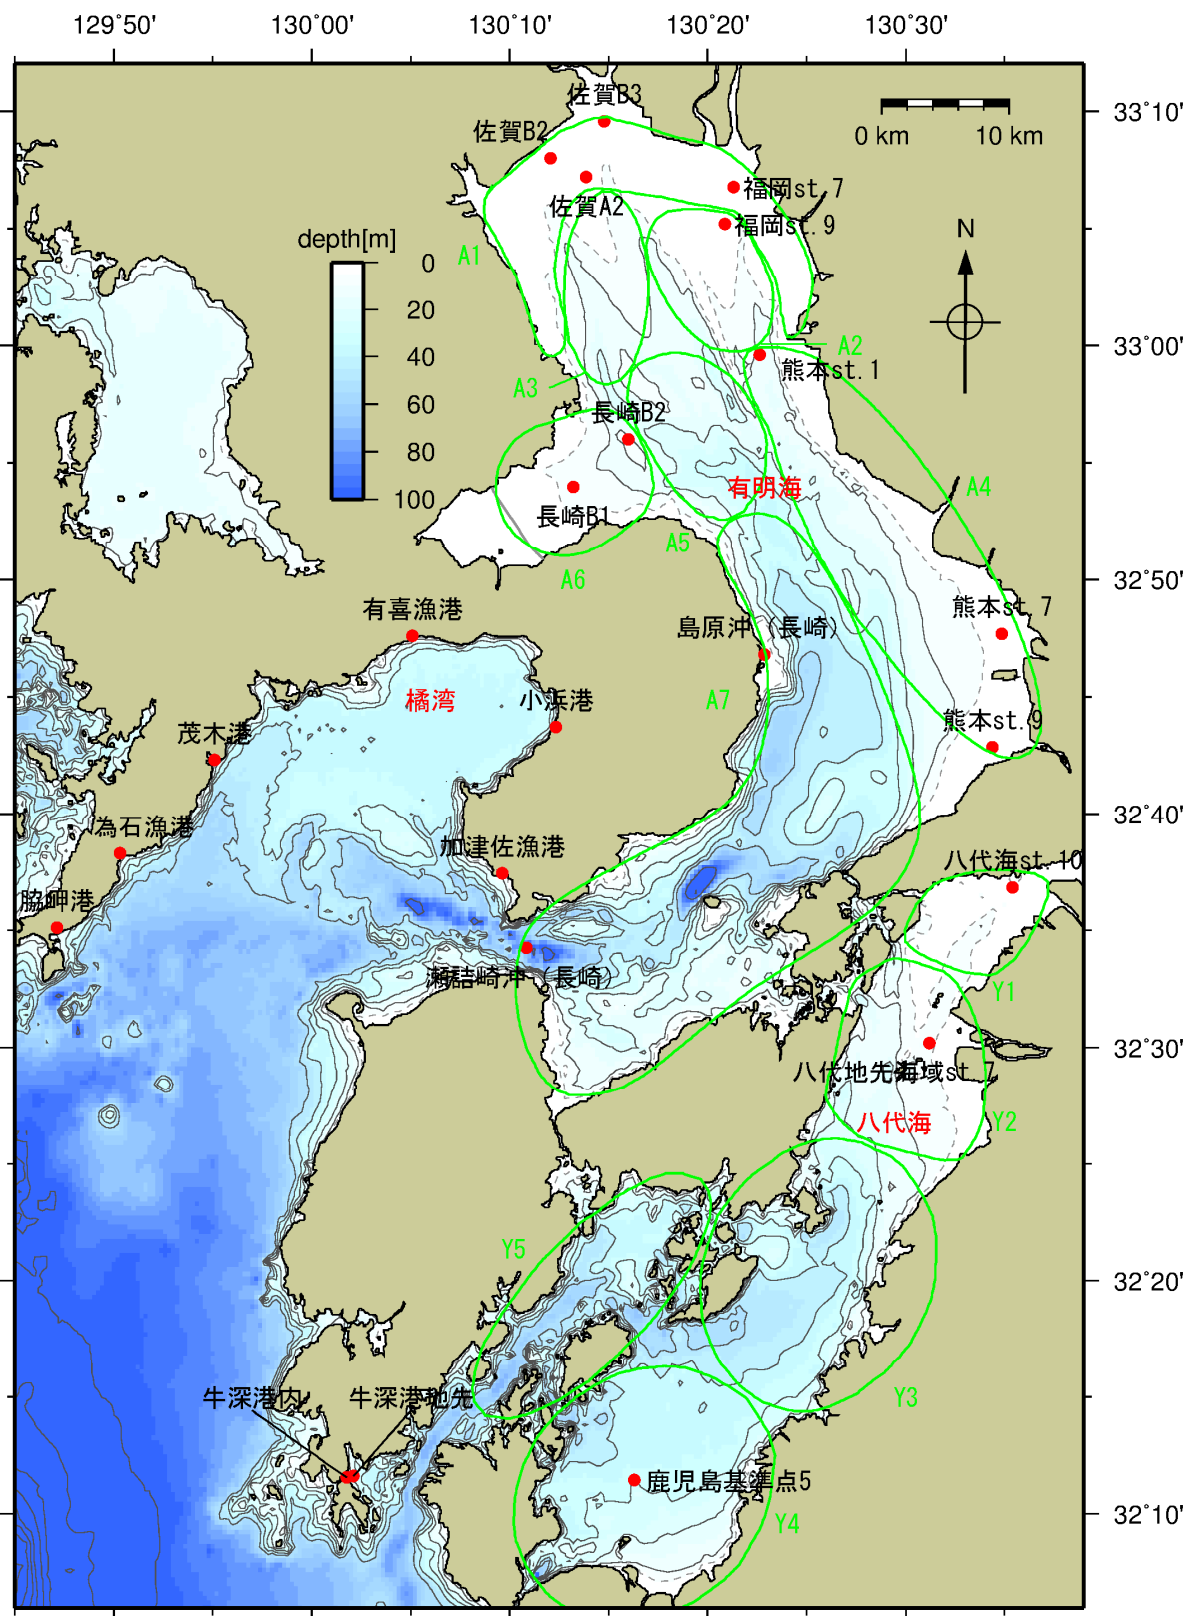 129°50' 130°00' 130°10' 130°20' 130°30'
33°10'
33°00'
32°50'
32°40'
32°30'
32°20'
32°10'
0 km 10 km
N
depth[m]
0
20
40
60
80
100
佐賀B3
佐賀B2
佐賀A2
福岡st.7
福岡st.9
A1
A2
熊本st.1
A3
長崎B2
有明海
A4
長崎B1
A5
A6
有喜漁港
熊本st.7
島原沖（長崎）
橘湾
小浜港
A7
熊本st.9
茂木港
為石漁港
加津佐漁港
八代海st.10
脇岬港
瀬詰崎沖（長崎）
Y1
八代地先海域st.7
八代海
Y2
Y5
Y3
牛深港内
牛深港地先
鹿児島基準点5
Y4